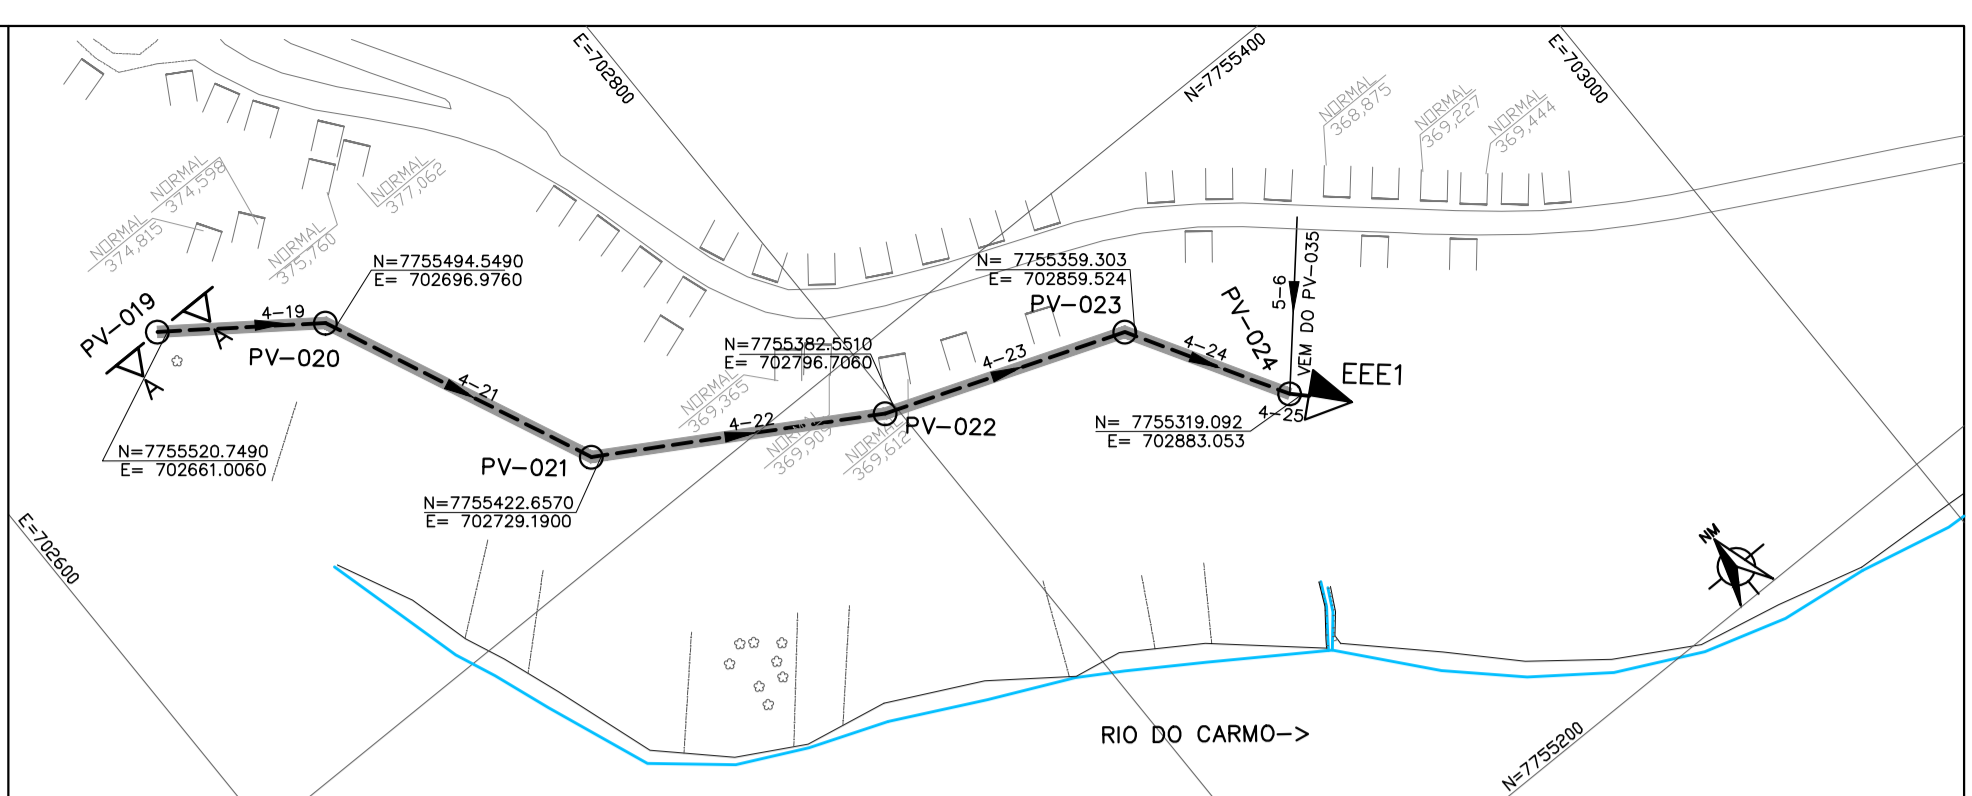 E=702800
N=7755400
E=703000
NORMAL
368,875
NORMAL
369,227
NORMAL
369,444
NORMAL
374,598
NORMAL
377,062
NORMAL
374,815
NORMAL
375,760
N=7755494.5490
E= 702696.9760
N= 7755359.303
E= 702859.524
PV-019
A
A
4-19
PV-020
PV-023
5-6
VEM DO PV-035
PV-024
EEE1
N=7755382.5510
E= 702796.7060
4-21
4-23
4-24
4-25
NORMAL
369,365
4-22
NORMAL
369,909
NORMAL
369,612
PV-022
N= 7755319.092
E= 702883.053
N=7755520.7490
E= 702661.0060
PV-021
N=7755422.6570
E= 702729.1900
E=702600
NM
RIO DO CARMO->
N=7755200